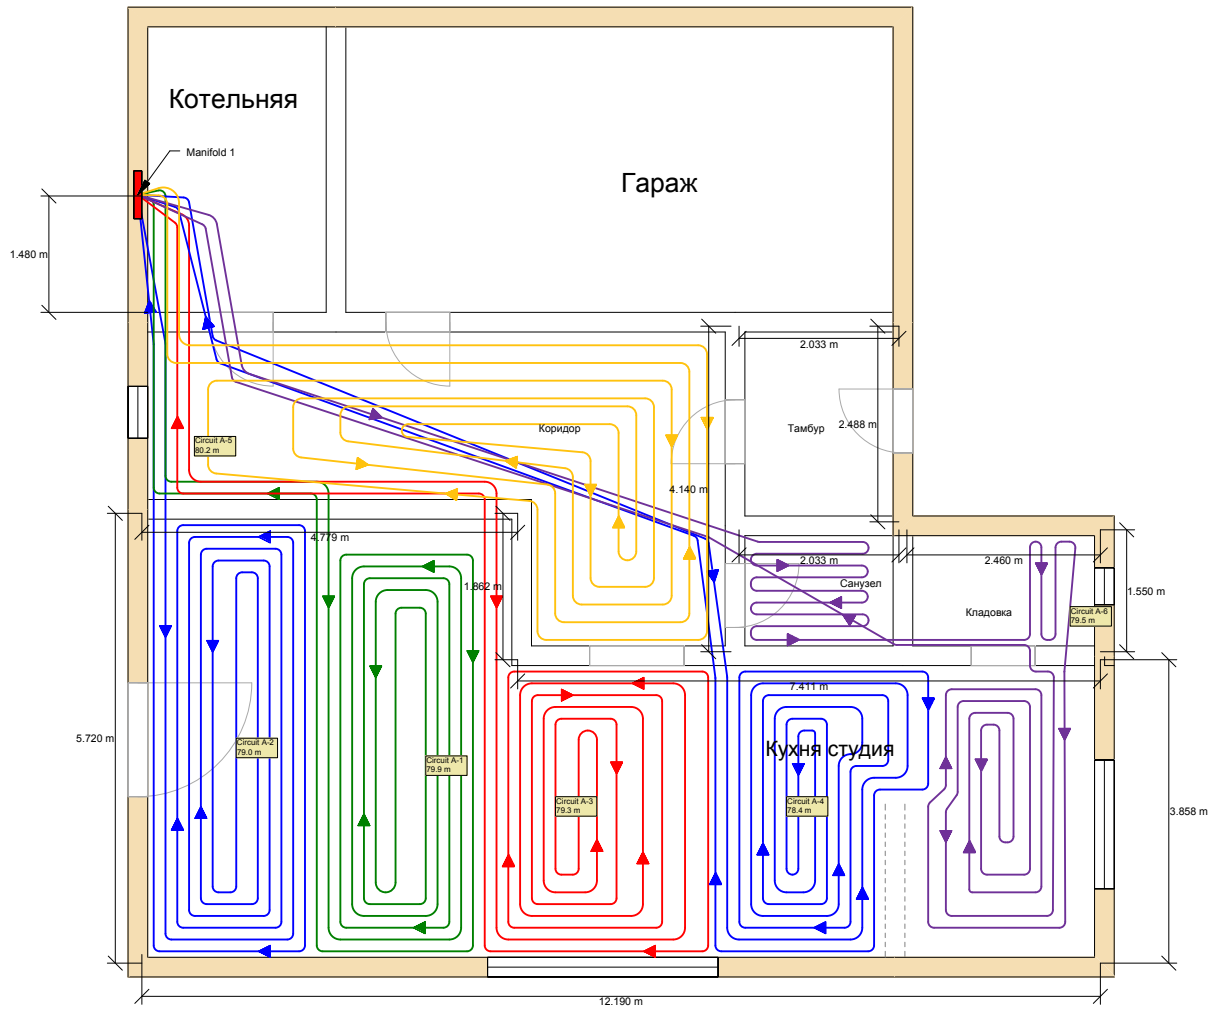 Котельная
Manifold 1
Гараж
1.480 m
2.033 m
Circuit A-5
80.2 m
Коридор
Тамбур
2.488 m
4.140 m
4.779 m
1.862 m
2.033 m
2.460 m
Санузел
1.550 m
Кладовка
Circuit A-6
79.5 m
7.411 m
5.720 m
Circuit A-2
79.0 m
Circuit A-1
79.9 m
Кухня студия
Circuit A-3
79.3 m
Circuit A-4
78.4 m
3.858 m
12.190 m